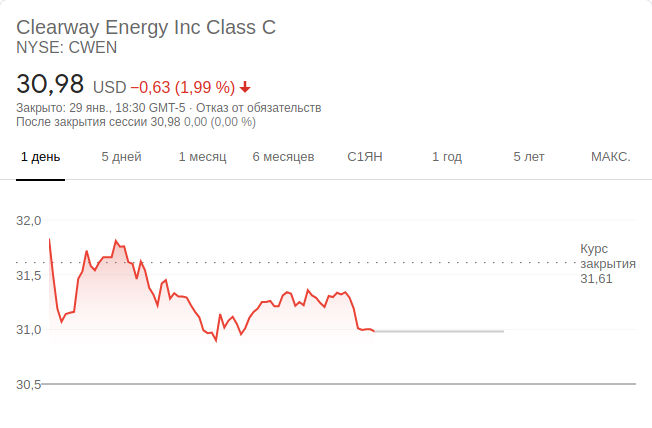 Clearway Energy Inc Class C
NYSE: CWEN
30,98 USD −0,63 (1,99 %)
Закрыто: 29 янв., 18:30 GMT-5 · Отказ от обязательств
После закрытия сессии 30,98 0,00 (0,00 %)
1 день 5 дней 1 месяц 6 месяцев С1ЯН 1 год 5 лет МАКС.
32,0
Курс
закрытия
31,5
31,61
31,0
30,5